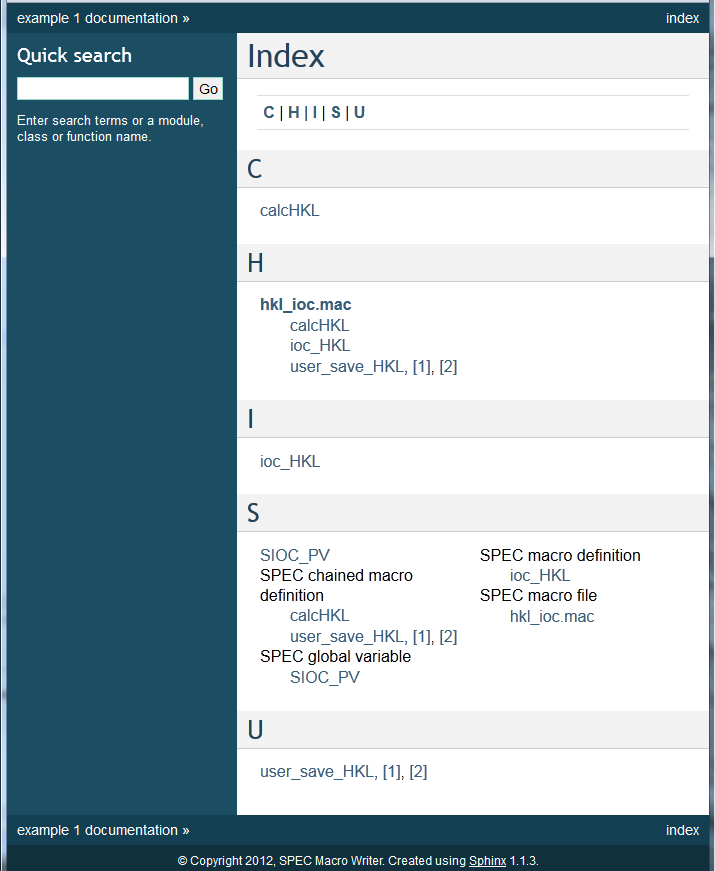 example 1 documentation » index
Quick search
Go
Enter search terms or a module,
class or function name.
Index
C | H | I | S | U
C
calcHKL
H
hkl_ioc.mac
calcHKL
ioc_HKL
user_save_HKL, [1], [2]
I
ioc_HKL
S
SIOC_PV
SPEC chained macro
definition
calcHKL
user_save_HKL, [1], [2]
SPEC global variable
SIOC_PV
SPEC macro definition
ioc_HKL
SPEC macro file
hkl_ioc.mac
U
user_save_HKL, [1], [2]
example 1 documentation » index
© Copyright 2012, SPEC Macro Writer. Created using Sphinx 1.1.3.